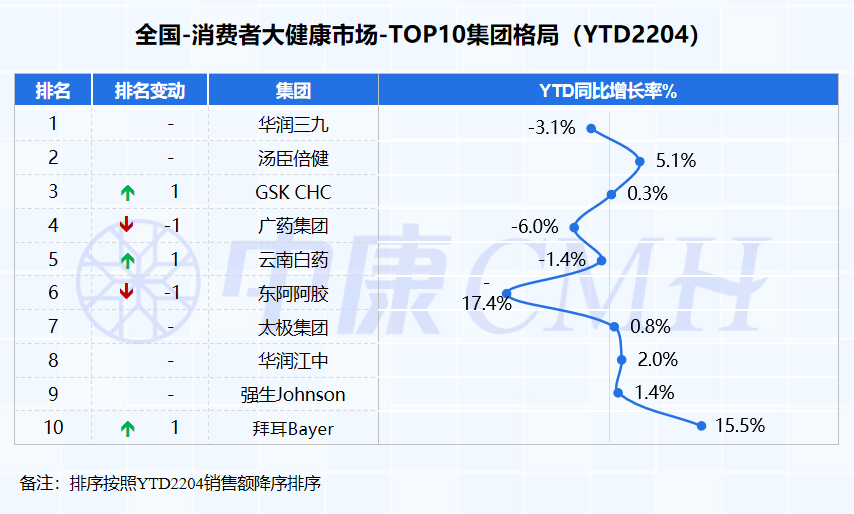 全国-消费者大健康市场-TOP10集团格局（YTD2204）
排名 排名变动 集团 YTD同比增长率%
1 - 华润三九 -3.1%
2 - 汤臣倍健 5.1%
3 1 GSK CHC 0.3%
4 -1 广药集团 -6.0%
5 1 云南白药 -1.4%
6 -1 东阿阿胶 -17.4%
7 - 太极集团 0.8%
8 - 华润江中 2.0%
9 - 强生Johnson 1.4%
10 1 拜耳Bayer 15.5%
中康CMH
备注：排序按照YTD2204销售额降序排序